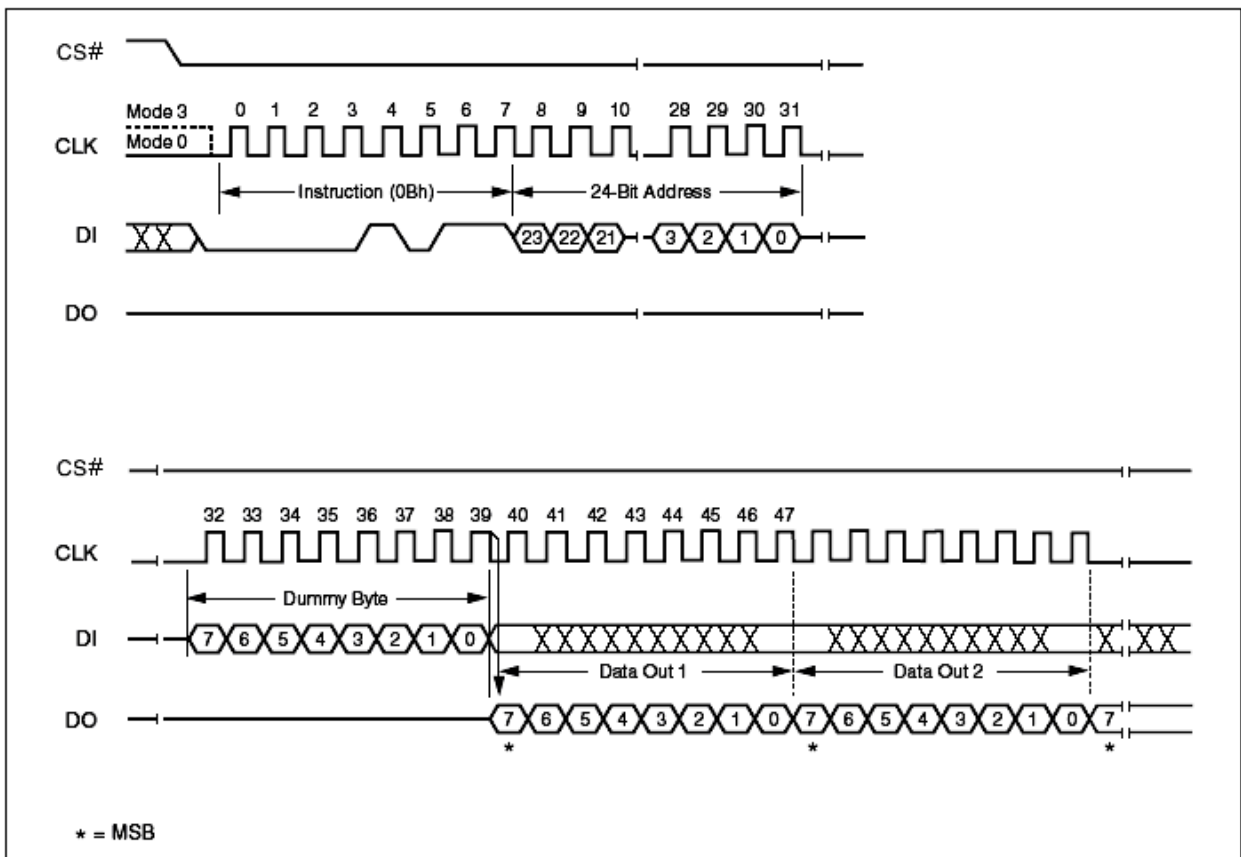 CS#
Mode 3 0 1 2 3 4 5 6 7 8 9 10 28 29 30 31
CLK Mode 0
Instruction (0Bh) 24-Bit Address
DI 23 22 21 3 2 1 0
DO
CS#
32 33 34 35 36 37 38 39 40 41 42 43 44 45 46 47
CLK
Dummy Byte
DI 7 6 5 4 3 2 1 0
Data Out 1 Data Out 2
DO 7 6 5 4 3 2 1 0 7 6 5 4 3 2 1 0 7
* * *
* = MSB